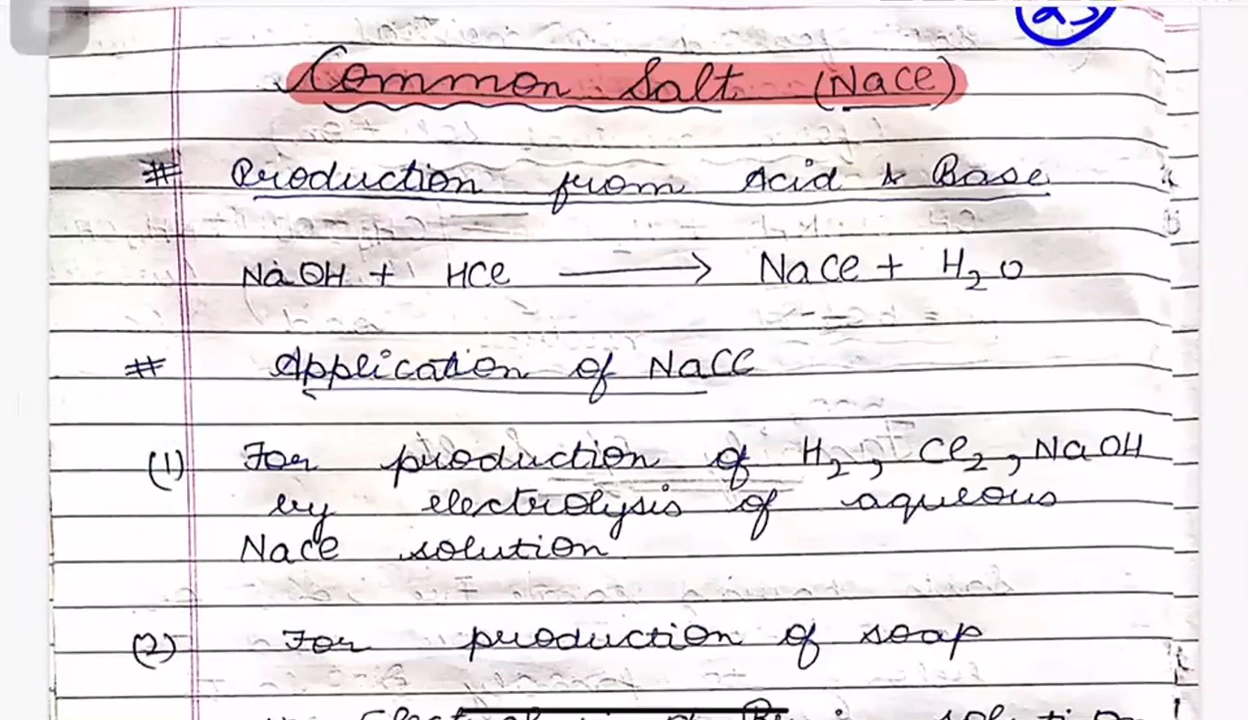 23
Common Salt (NaCl)
# Production from Acid & Base
NaOH + HCl → NaCl + H₂O
# Application of NaCl
(1) For production of H₂, Cl₂, NaOH
by electrolysis of aqueous
NaCl solution
(2) For production of soap